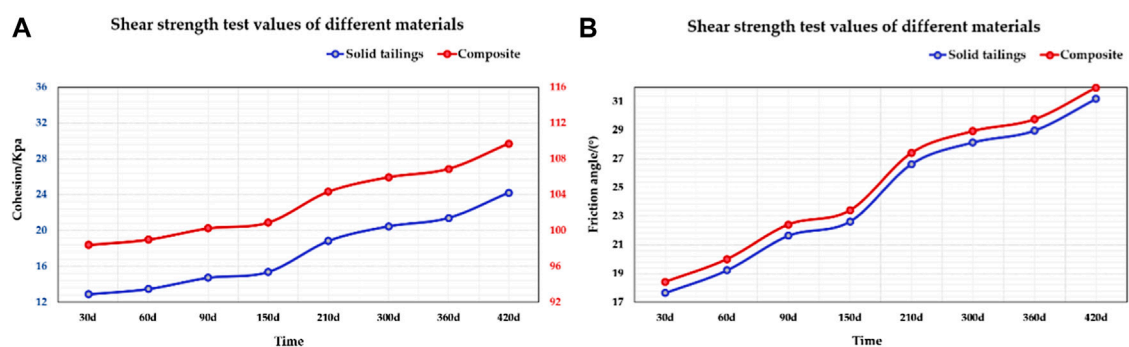 A
Shear strength test values of different materials
Solid tailings Composite
Cohesion/Kpa
36
32
28
24
20
16
12
116
112
108
104
100
96
92
30d 60d 90d 150d 210d 300d 360d 420d
Time
B
Shear strength test values of different materials
Solid tailings Composite
Friction angle/(°)
31
29
27
25
23
21
19
17
30d 60d 90d 150d 210d 300d 360d 420d
Time